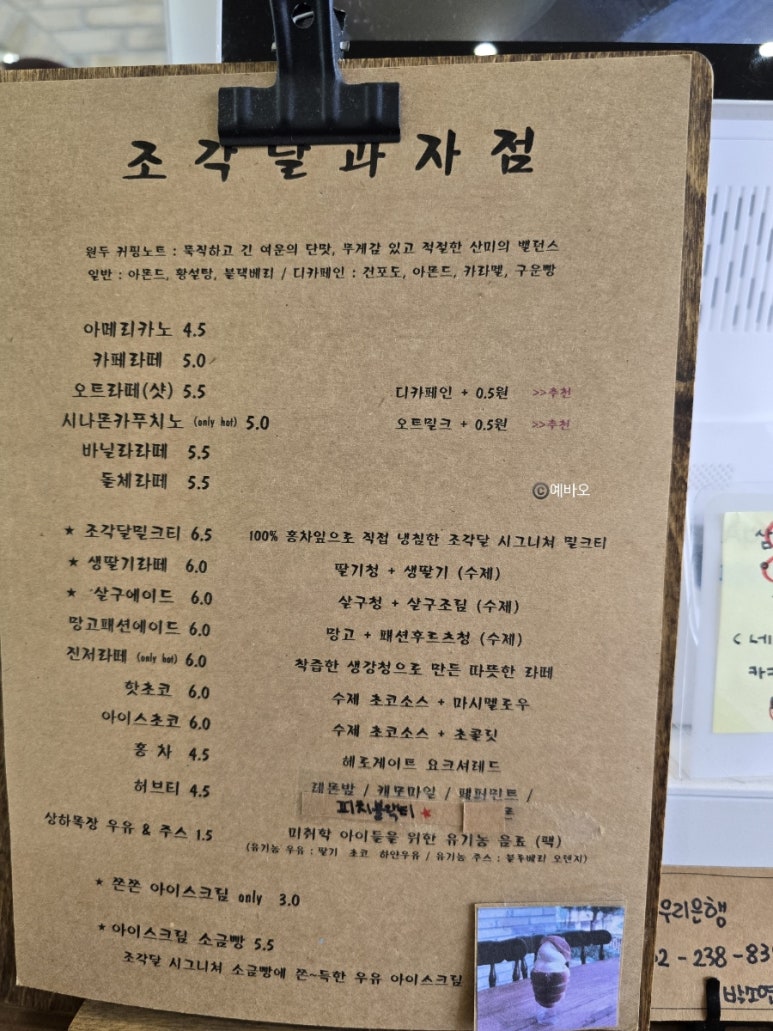 조각달과자점
원두 커핑노트 : 묵직하고 긴 여운의 단맛, 무게감 있고 적절한 산미의 밸런스
일반 : 아몬드, 황설탕, 블랙베리 / 디카페인 : 건포도, 아몬드, 카라멜, 구운빵
아메리카노 4.5
카페라떼 5.0
오트라떼(샷) 5.5 디카페인 + 0.5원 >>추천
시나몬카푸치노 (only hot) 5.0 오트밀크 + 0.5원 >>추천
바닐라라떼 5.5
돌체라떼 5.5
©예바오
★ 조각달밀크티 6.5 100% 홍차잎으로 직접 냉침한 조각달 시그니처 밀크티
★ 생딸기라떼 6.0 딸기청 + 생딸기 (수제)
★ 살구에이드 6.0 살구청 + 살구조림 (수제)
망고패션에이드 6.0 망고 + 패션후르츠청 (수제)
진저라떼 (only hot) 6.0 착즙한 생강청으로 만든 따뜻한 라떼
핫초코 6.0 수제 초코소스 + 마시멜로우
아이스초코 6.0 수제 초코소스 + 초콜릿
홍 차 4.5 헤로게이트 요크셔레드
허브티 4.5 레몬밤 / 캐모마일 / 페퍼민트 /
피치블랙티 ★
상하목장 우유 & 주스 1.5 미취학 아이들을 위한 유기농 음료 (팩)
(유기농 우유 : 딸기 초코 하얀우유 / 유기농 주스 : 블루베리 오렌지)
★ 쫀쫀 아이스크림 only 3.0
★ 아이스크림 소금빵 5.5
조각달 시그니처 소금빵에 쫀~득한 우유 아이스크림
우리은행